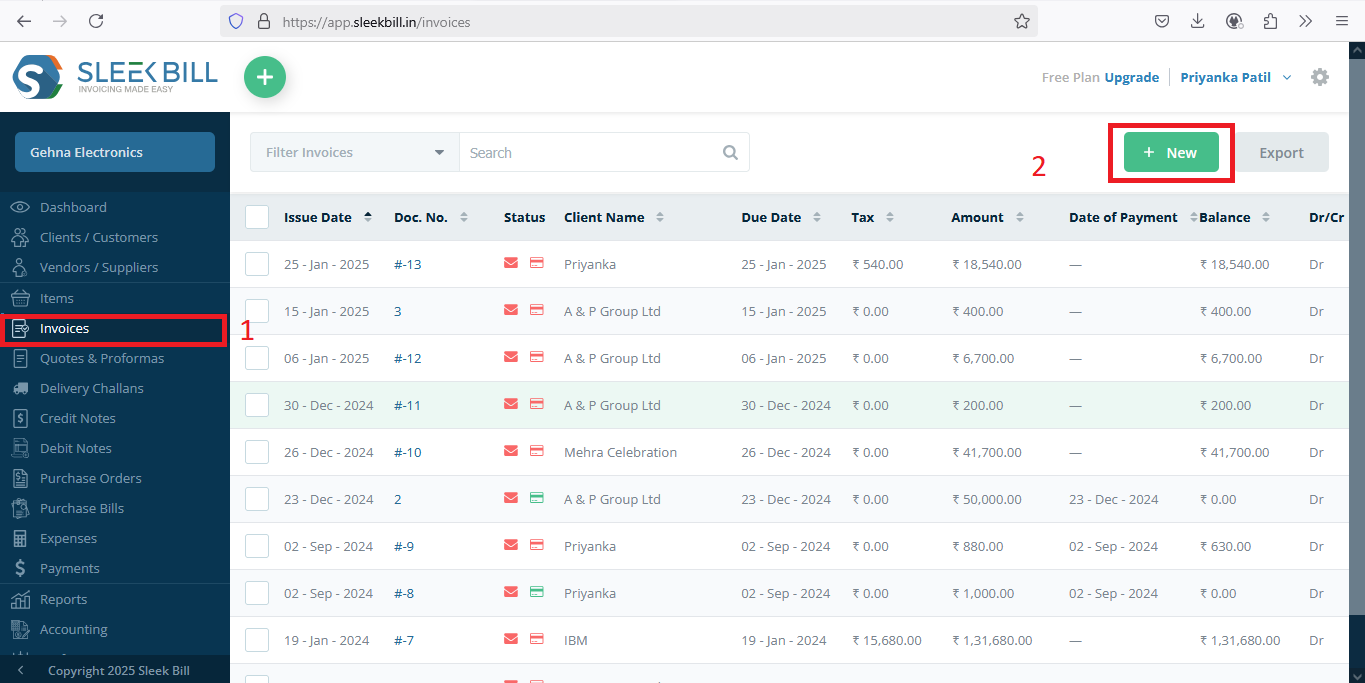 https://app.sleekbill.in/invoices
SLEEK BILL
INVOICING MADE EASY
Free Plan Upgrade Priyanka Patil
Gehna Electronics
Filter Invoices Search
2
+ New
Export
Dashboard
Clients / Customers
Vendors / Suppliers
Items
Invoices
1
Quotes & Proformas
Delivery Challans
Credit Notes
Debit Notes
Purchase Orders
Purchase Bills
Expenses
Payments
Reports
Accounting
Copyright 2025 Sleek Bill
Issue Date Doc. No. Status Client Name Due Date Tax Amount Date of Payment Balance Dr/Cr
25 - Jan - 2025 #-13 Priyanka 25 - Jan - 2025 ₹ 540.00 ₹ 18,540.00 — ₹ 18,540.00 Dr
15 - Jan - 2025 3 A & P Group Ltd 15 - Jan - 2025 ₹ 0.00 ₹ 400.00 — ₹ 400.00 Dr
06 - Jan - 2025 #-12 A & P Group Ltd 06 - Jan - 2025 ₹ 0.00 ₹ 6,700.00 — ₹ 6,700.00 Dr
30 - Dec - 2024 #-11 A & P Group Ltd 30 - Dec - 2024 ₹ 0.00 ₹ 200.00 — ₹ 200.00 Dr
26 - Dec - 2024 #-10 Mehra Celebration 26 - Dec - 2024 ₹ 0.00 ₹ 41,700.00 — ₹ 41,700.00 Dr
23 - Dec - 2024 2 A & P Group Ltd 23 - Dec - 2024 ₹ 0.00 ₹ 50,000.00 23 - Dec - 2024 ₹ 0.00 Dr
02 - Sep - 2024 #-9 Priyanka 02 - Sep - 2024 ₹ 0.00 ₹ 880.00 02 - Sep - 2024 ₹ 630.00 Dr
02 - Sep - 2024 #-8 Priyanka 02 - Sep - 2024 ₹ 0.00 ₹ 1,000.00 02 - Sep - 2024 ₹ 0.00 Dr
19 - Jan - 2024 #-7 IBM 19 - Jan - 2024 ₹ 15,680.00 ₹ 1,31,680.00 — ₹ 1,31,680.00 Dr